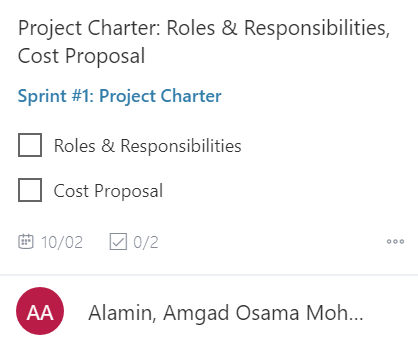 Project Charter: Roles & Responsibilities,
Cost Proposal
Sprint #1: Project Charter
Roles & Responsibilities
Cost Proposal
10/02 0/2
AA Alamin, Amgad Osama Moh...